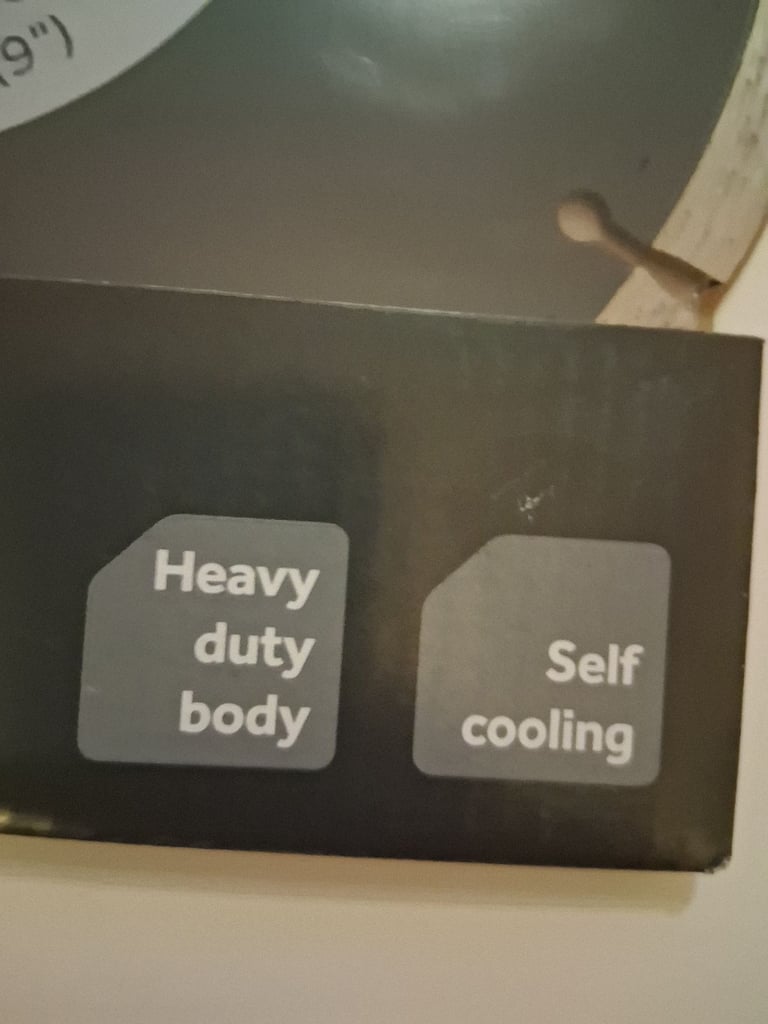 9")
Heavy
duty
body
Self
cooling